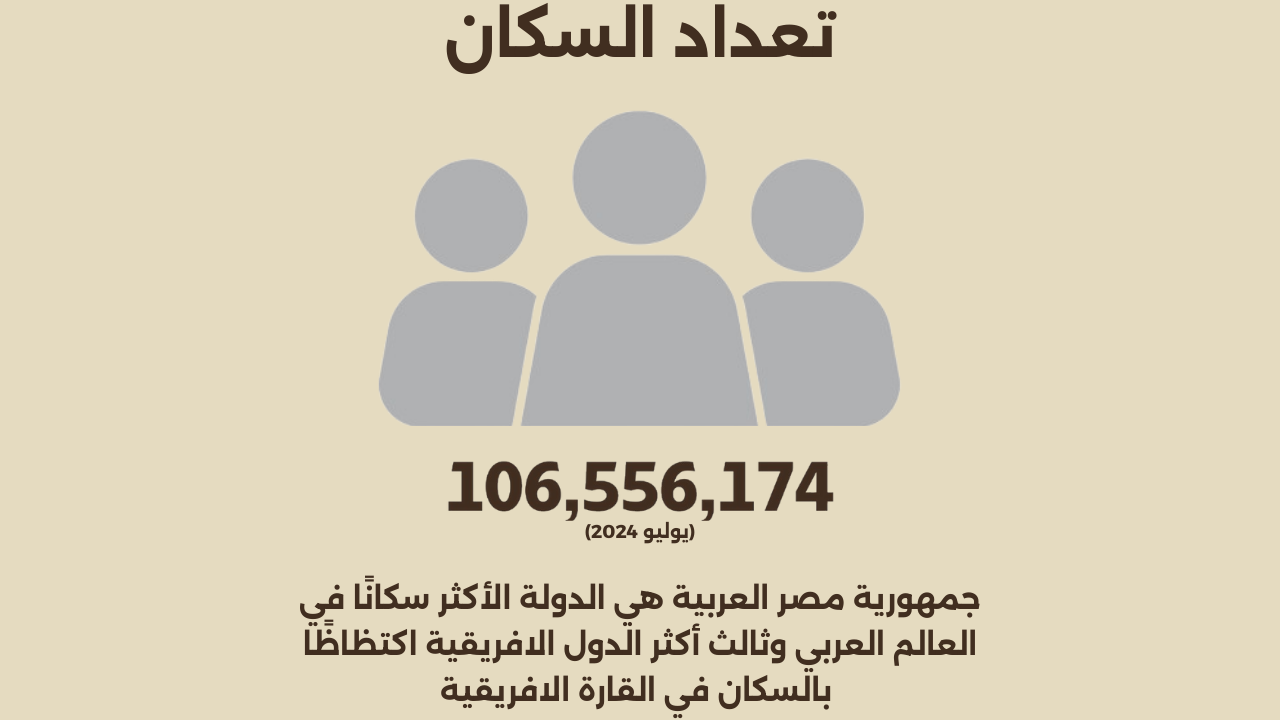 تعداد السكان
106,556,174
(يوليو 2024)
جمهورية مصر العربية هي الدولة الأكثر سكانًا في
العالم العربي وثالث أكثر الدول الافريقية اكتظاظًا
بالسكان في القارة الافريقية